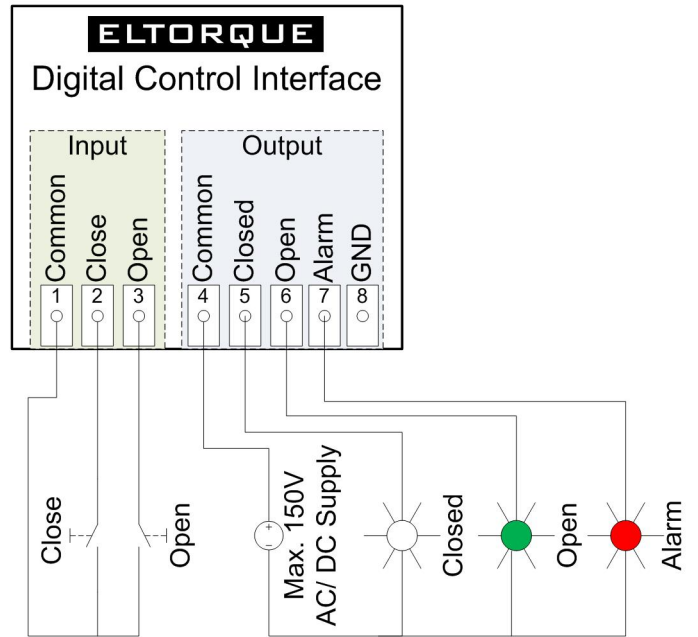 ELTORQUE
Digital Control Interface
Input
Output
Common
Close
Open
Common
Closed
Open
Alarm
GND
1
2
3
4
5
6
7
8
Close
Open
+
-
Max. 150V
AC/ DC Supply
Closed
Open
Alarm